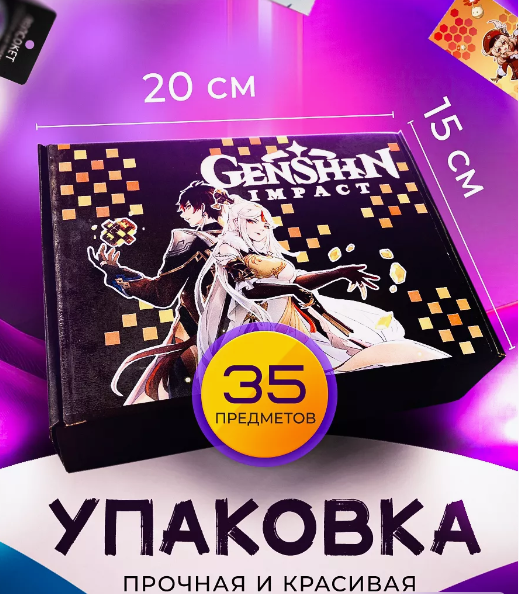 20 см
15 см
GENSHIN
IMPACT
35
ПРЕДМЕТОВ
УПАКОВКА
ПРОЧНАЯ И КРАСИВАЯ